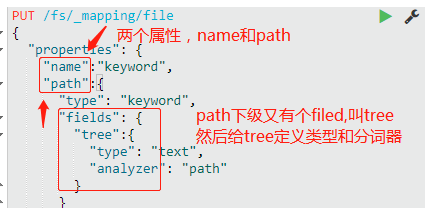 PUT /fs/_mapping/file
两个属性，name和path
{
"properties": {
"name":"keyword",
"path":{
"type": "keyword",
"fields": {
"tree":{
"type": "text",
"analyzer": "path"
}
}
path下级又有个filed,叫tree
然后给tree定义类型和分词器